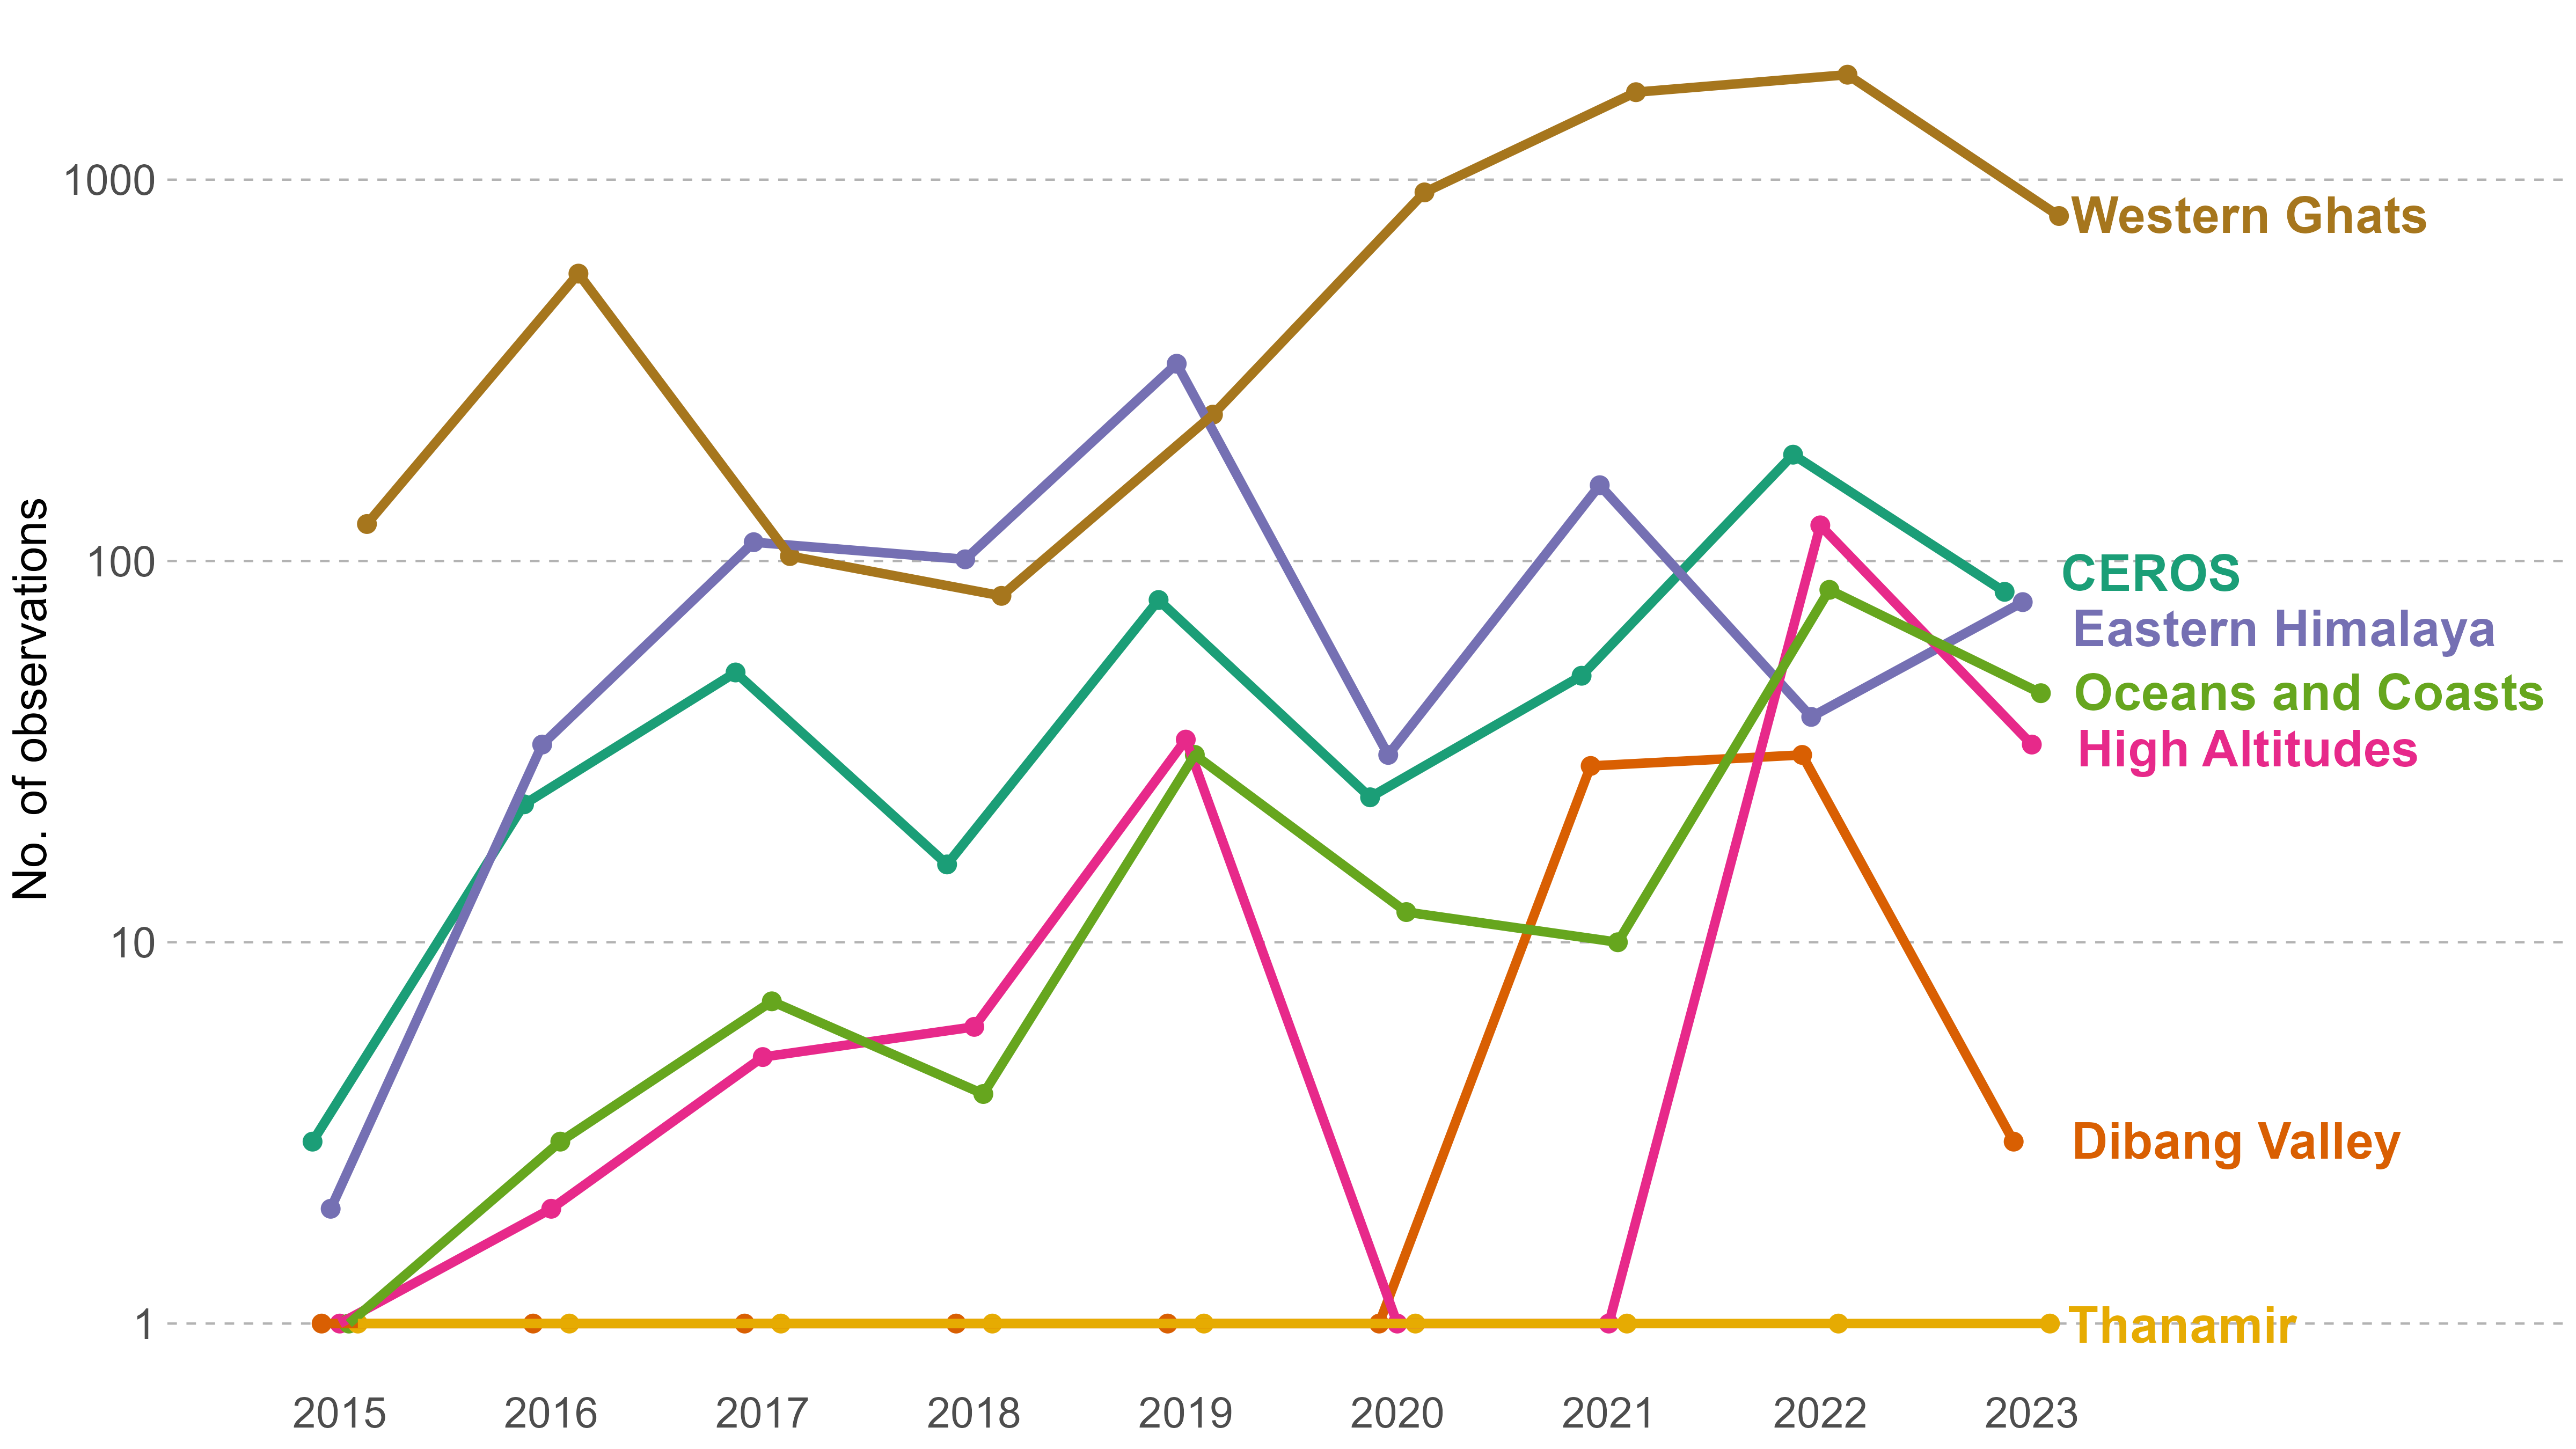 No. of observations
1000
100
10
1
Western Ghats
CEROS
Eastern Himalaya
Oceans and Coasts
High Altitudes
Dibang Valley
Thanamir
2015 2016 2017 2018 2019 2020 2021 2022 2023